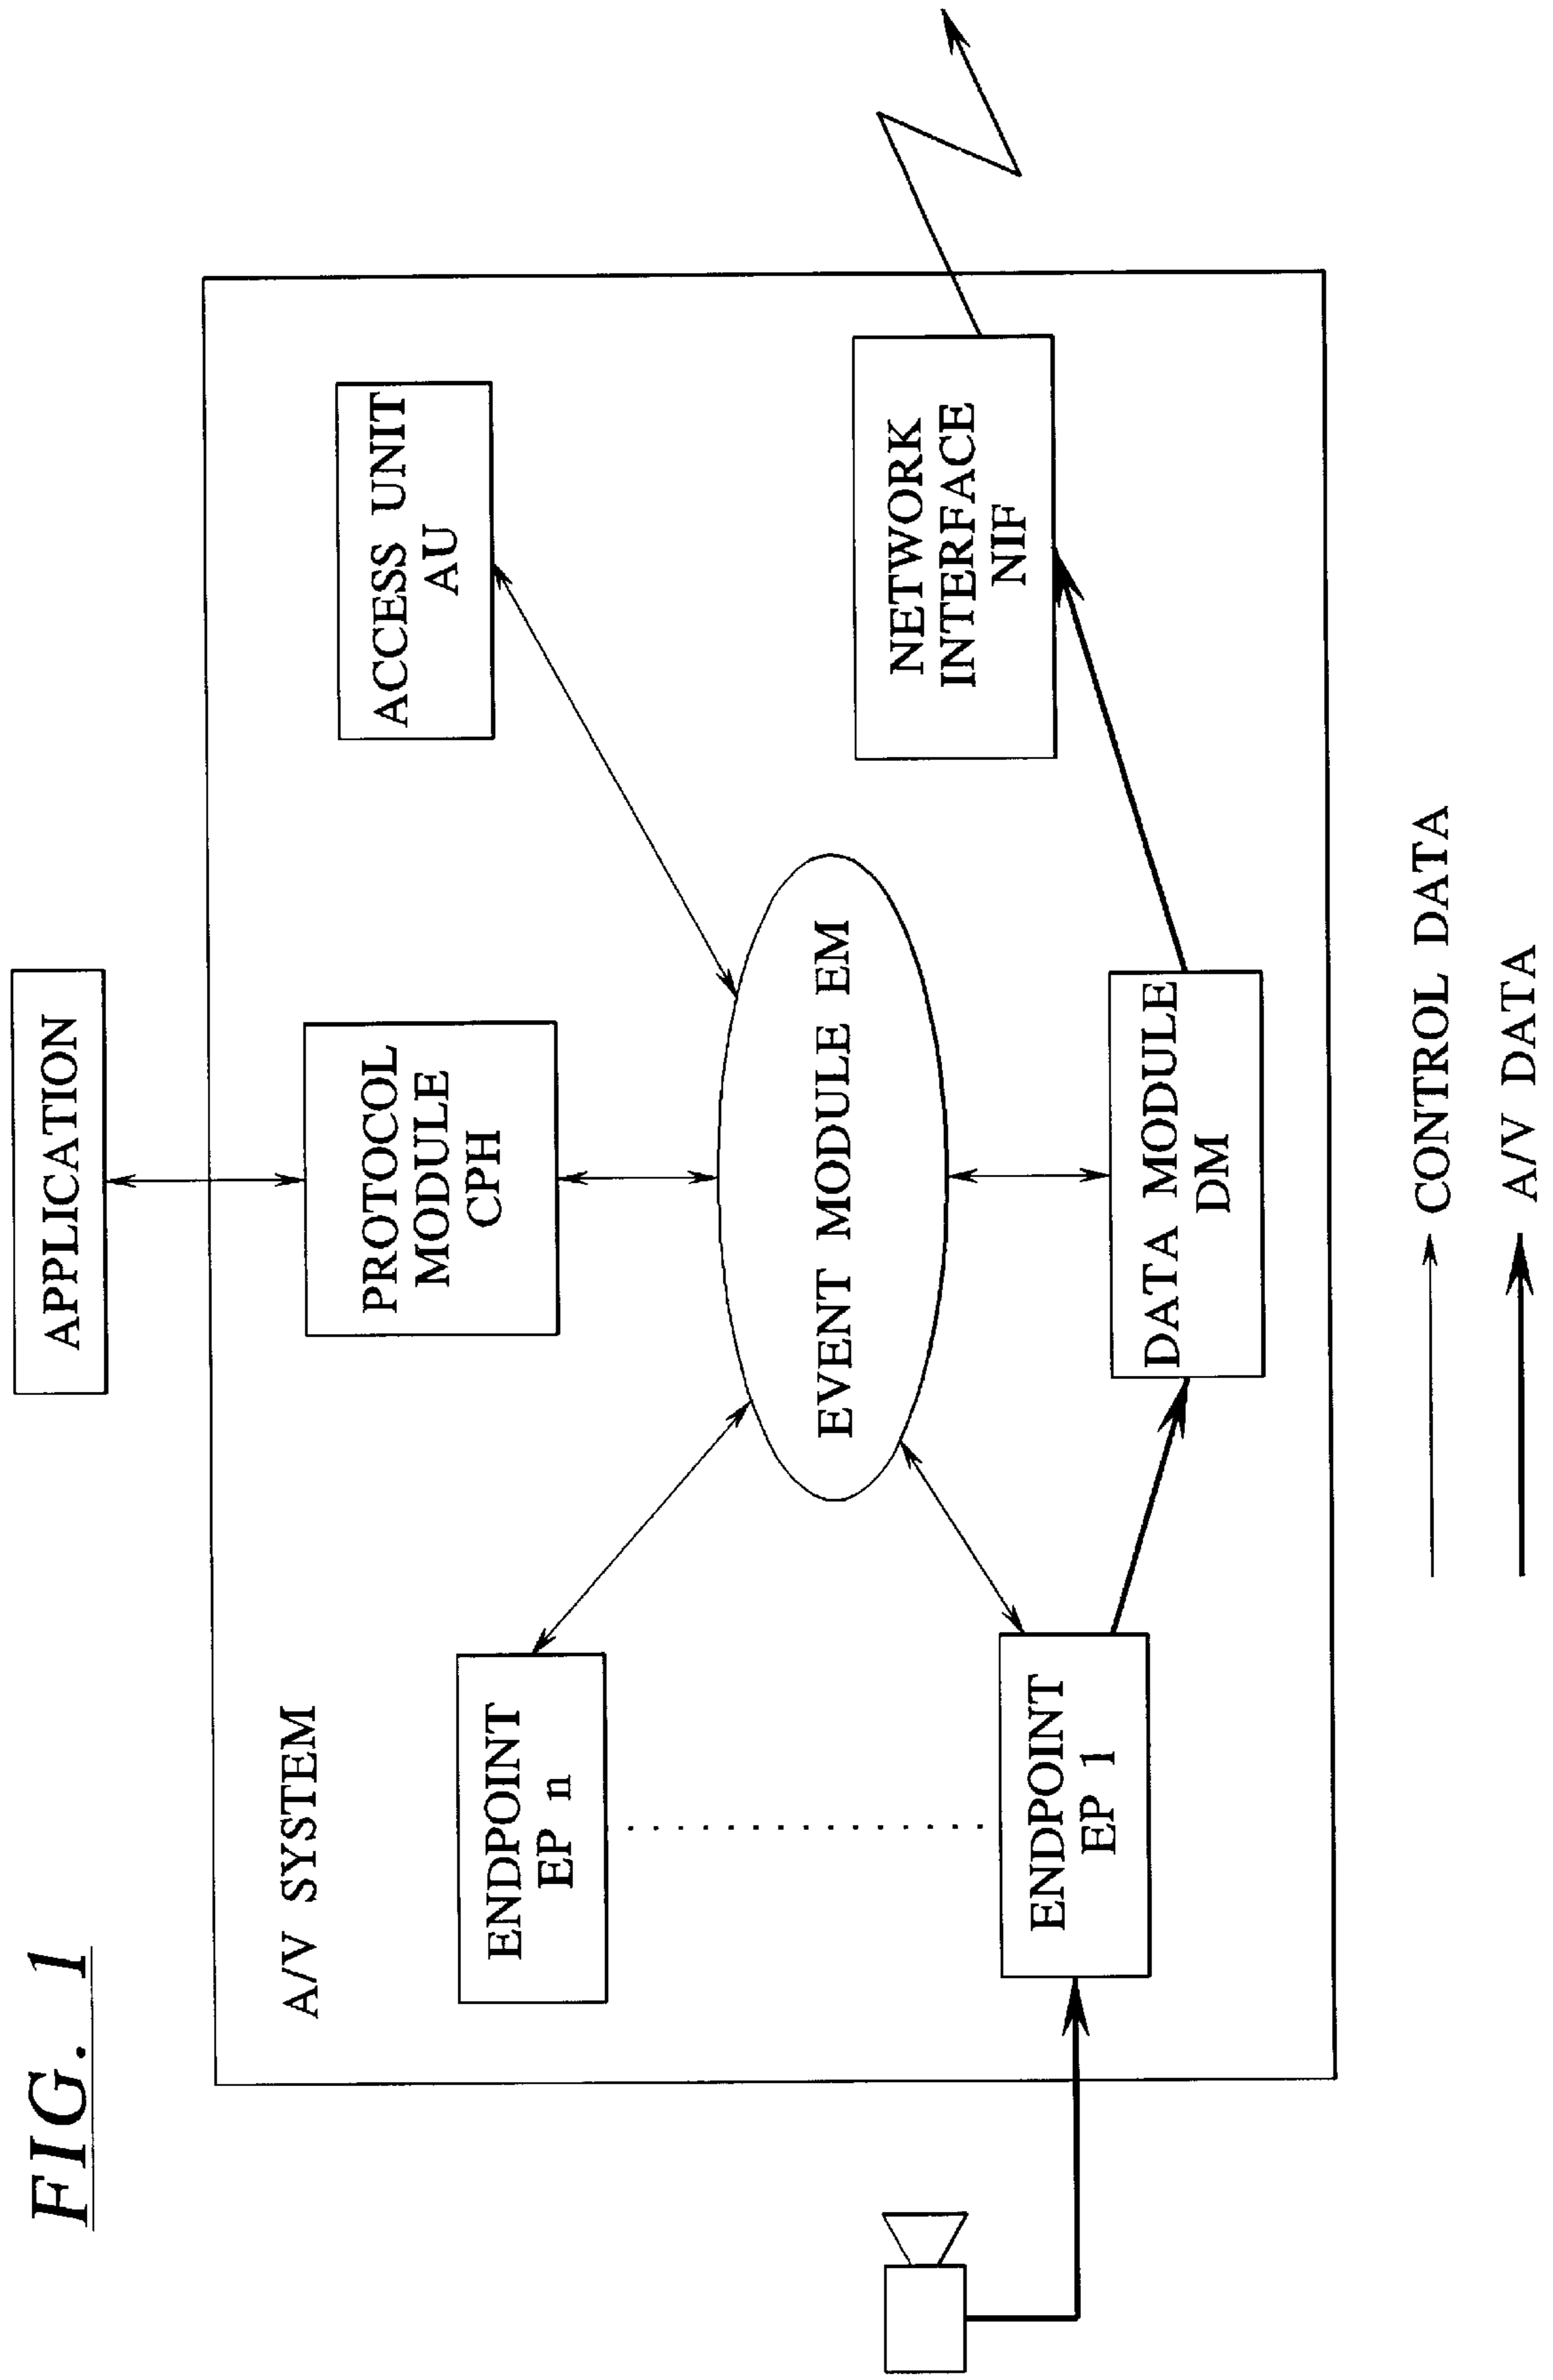 FIG. 1
APPLICATION
A/V SYSTEM
PROTOCOL
MODULE
CPH
ACCESS UNIT
AU
ENDPOINT
EP n
EVENT MODULE EM
NETWORK
INTERFACE
NIF
ENDPOINT
EP 1
DATA MODULE
DM
CONTROL DATA
A/V DATA